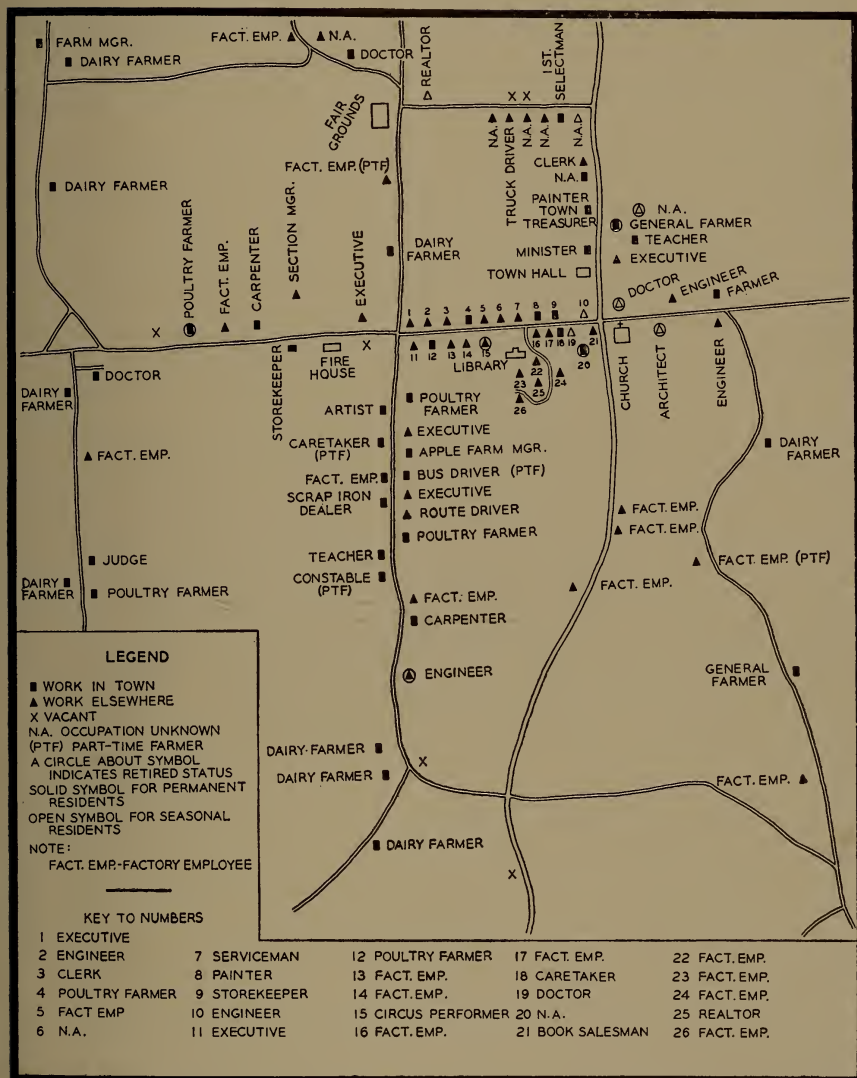 FARM MGR.
DAIRY FARMER
FACT. EMP.
N.A.
DOCTOR
REALTOR
1ST.
SELECTMAN
FAIR
GROUNDS
N.A.
TRUCK DRIVER
N.A.
N.A.
N.A.
X X
CLERK
N.A.
FACT. EMP. (PTF)
DAIRY FARMER
PAINTER
TOWN
TREASURER
N.A.
GENERAL FARMER
TEACHER
EXECUTIVE
POULTRY FARMER
FACT. EMP.
CARPENTER
SECTION MGR.
EXECUTIVE
DAIRY
FARMER
MINISTER
TOWN HALL
DOCTOR
ENGINEER
FARMER
1 2 3 4 5 6 7 8 9 10
X
X
11 12 13 14 15 16 17 18 19 21
20
22
23 24
25
26
STOREKEEPER
FIRE
HOUSE
LIBRARY
CHURCH
ARCHITECT
ENGINEER
DOCTOR
DAIRY
FARMER
ARTIST
POULTRY
FARMER
EXECUTIVE
CARETAKER
(PTF)
APPLE FARM MGR.
DAIRY
FARMER
FACT. EMP.
FACT. EMP.
BUS DRIVER (PTF)
SCRAP IRON
DEALER
EXECUTIVE
ROUTE DRIVER
FACT. EMP.
FACT. EMP.
POULTRY FARMER
JUDGE
TEACHER
FACT. EMP. (PTF)
DAIRY
FARMER
POULTRY FARMER
CONSTABLE
(PTF)
FACT. EMP.
FACT. EMP.
CARPENTER
ENGINEER
GENERAL
FARMER
DAIRY FARMER
X
DAIRY FARMER
FACT. EMP.
DAIRY FARMER
X
LEGEND
WORK IN TOWN
WORK ELSEWHERE
X VACANT
N.A. OCCUPATION UNKNOWN
(PTF) PART-TIME FARMER
A CIRCLE ABOUT SYMBOL
INDICATES RETIRED STATUS
SOLID SYMBOL FOR PERMANENT
RESIDENTS
OPEN SYMBOL FOR SEASONAL
RESIDENTS
NOTE:
FACT. EMP.-FACTORY EMPLOYEE
KEY TO NUMBERS
1 EXECUTIVE
2 ENGINEER
3 CLERK
4 POULTRY FARMER
5 FACT EMP
6 N.A.
7 SERVICEMAN
8 PAINTER
9 STOREKEEPER
10 ENGINEER
11 EXECUTIVE
12 POULTRY FARMER
13 FACT. EMP.
14 FACT. EMP.
15 CIRCUS PERFORMER
16 FACT. EMP.
17 FACT. EMP.
18 CARETAKER
19 DOCTOR
20 N.A.
21 BOOK SALESMAN
22 FACT. EMP.
23 FACT. EMP.
24 FACT. EMP.
25 REALTOR
26 FACT. EMP.